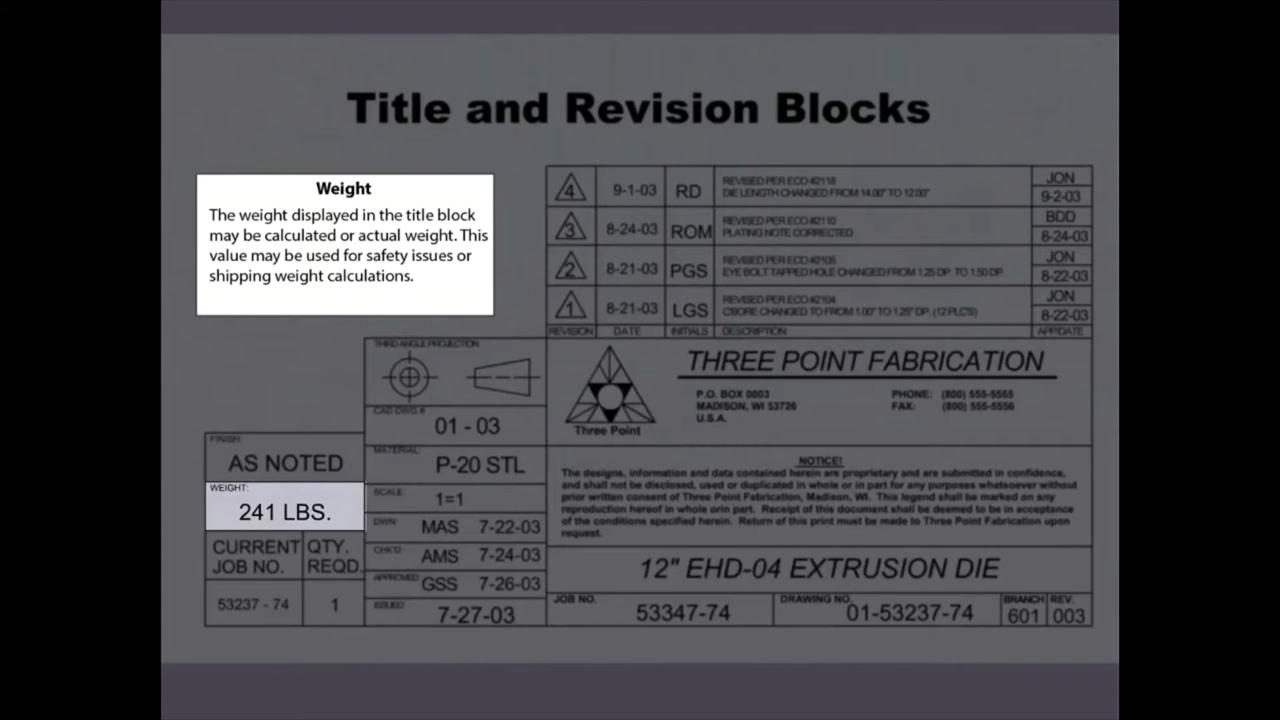 Title and Revision Blocks
Weight
The weight displayed in the title block
may be calculated or actual weight. This
value may be used for safety issues or
shipping weight calculations.
4 9-1-03 RD REVISED PER ECO #2118 JON
DIE LENGTH CHANGED FROM 14.00" TO 12.00" 9-2-03
3 8-24-03 ROM REVISED PER ECO #2110 BDD
PLATING NOTE CORRECTED 8-24-03
2 8-21-03 PGS REVISED PER ECO #2105 JON
EYE BOLT TAPPED HOLE CHANGED FROM 1.25 DP. TO 1.50 DP. 8-22-03
1 8-21-03 LGS REVISED PER ECO #2104 JON
C'BORE CHANGED TO FROM 1.00" TO 1.25" DP. (12 PLC'S) 8-22-03
REVISION DATE INITIALS DESCRIPTION APP/DATE
THIRD ANGLE PROJECTION
CAD DWG.#
01 - 03
MATERIAL:
P-20 STL
SCALE:
1=1
DWN: MAS 7-22-03
CHK'D: AMS 7-24-03
APPROVED: GSS 7-26-03
ISSUED 7-27-03
FINISH:
AS NOTED
WEIGHT:
241 LBS.
CURRENT JOB NO. QTY. REQD.
53237 - 74 1
Three Point
THREE POINT FABRICATION
P.O. BOX 0003 PHONE: (800) 555-5555
MADISON, WI 53726 FAX: (800) 555-5556
U.S.A.
NOTICE!
The designs, information and data contained herein are proprietary and are submitted in confidence,
and shall not be disclosed, used or duplicated in whole or in part for any purposes whatsoever without
prior written consent of Three Point Fabrication, Madison, WI. This legend shall be marked on any
reproduction hereof in whole orin part. Receipt of this document shall be deemed to be in acceptance
of the conditions specified herein. Return of this print must be made to Three Point Fabrication upon
request.
12" EHD-04 EXTRUSION DIE
JOB NO. DRAWING NO. BRANCH REV.
53347-74 01-53237-74 601 003